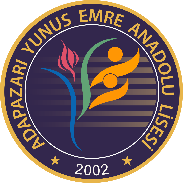 ADAPAZARI YUNUS EMRE ANADOLU LİSESİ
2002